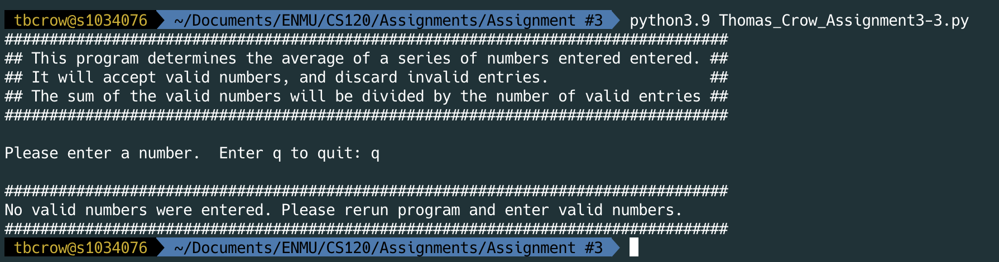 tbcrow@s1034076 ~/Documents/ENMU/CS120/Assignments/Assignment #3 python3.9 Thomas_Crow_Assignment3-3.py
#################################################################################
## This program determines the average of a series of numbers entered entered. ##
## It will accept valid numbers, and discard invalid entries.                  ##
## The sum of the valid numbers will be divided by the number of valid entries ##
#################################################################################
Please enter a number.  Enter q to quit: q
#################################################################################
No valid numbers were entered. Please rerun program and enter valid numbers.
#################################################################################
tbcrow@s1034076 ~/Documents/ENMU/CS120/Assignments/Assignment #3